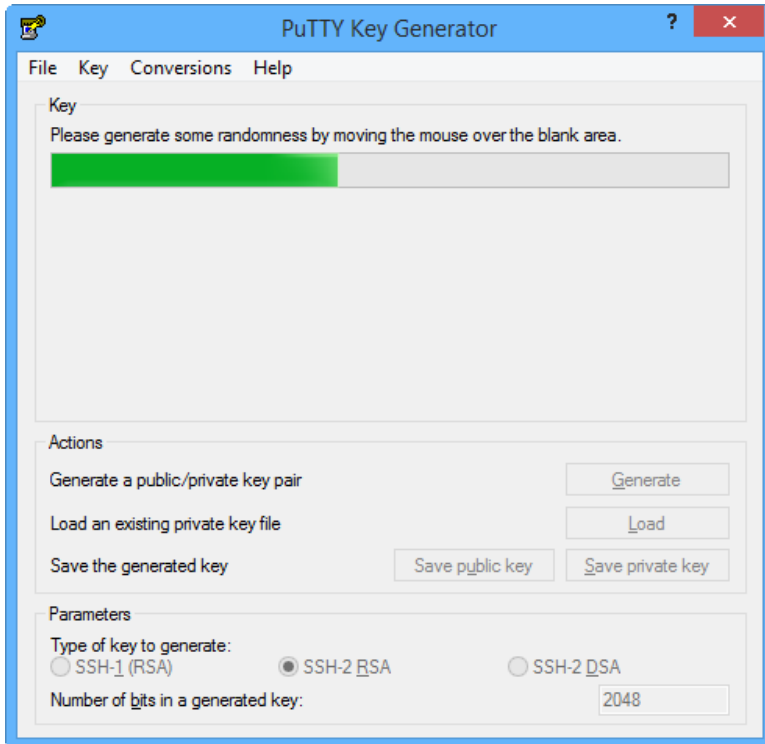 PuTTY Key Generator ? ×
File Key Conversions Help
Key
Please generate some randomness by moving the mouse over the blank area.
Actions
Generate a public/private key pair Generate
Load an existing private key file Load
Save the generated key Save public key Save private key
Parameters
Type of key to generate:
SSH-1 (RSA) SSH-2 RSA SSH-2 DSA
Number of bits in a generated key: 2048